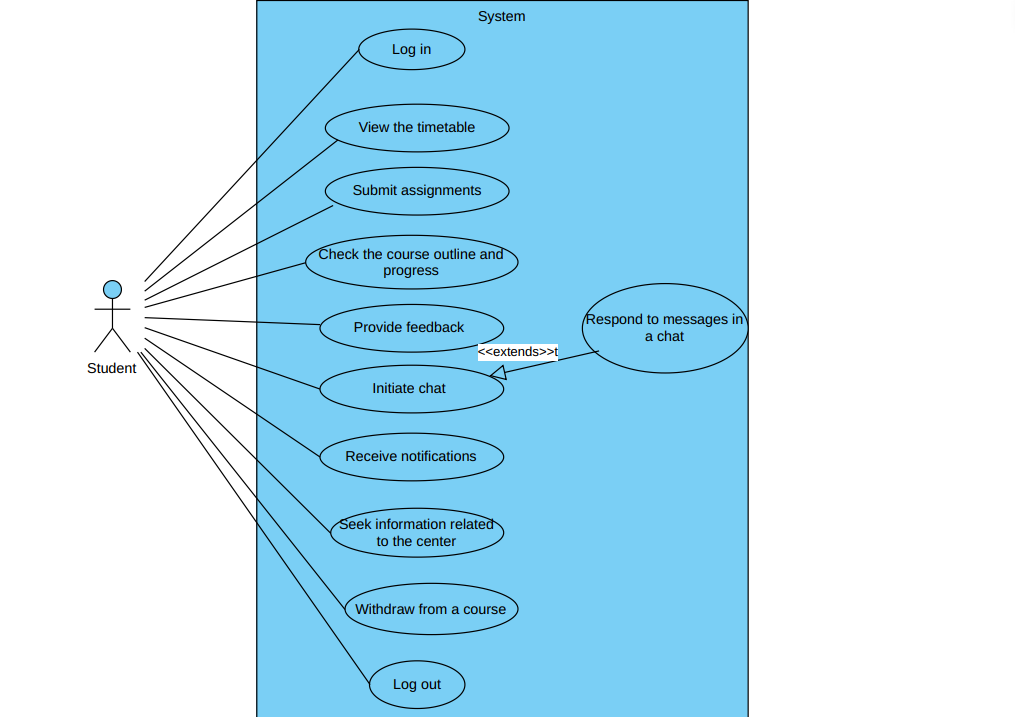 System
Log in
View the timetable
Submit assignments
Check the course outline and
progress
Provide feedback
Respond to messages in
a chat
<<extends>>t
Student
Initiate chat
Receive notifications
Seek information related
to the center
Withdraw from a course
Log out